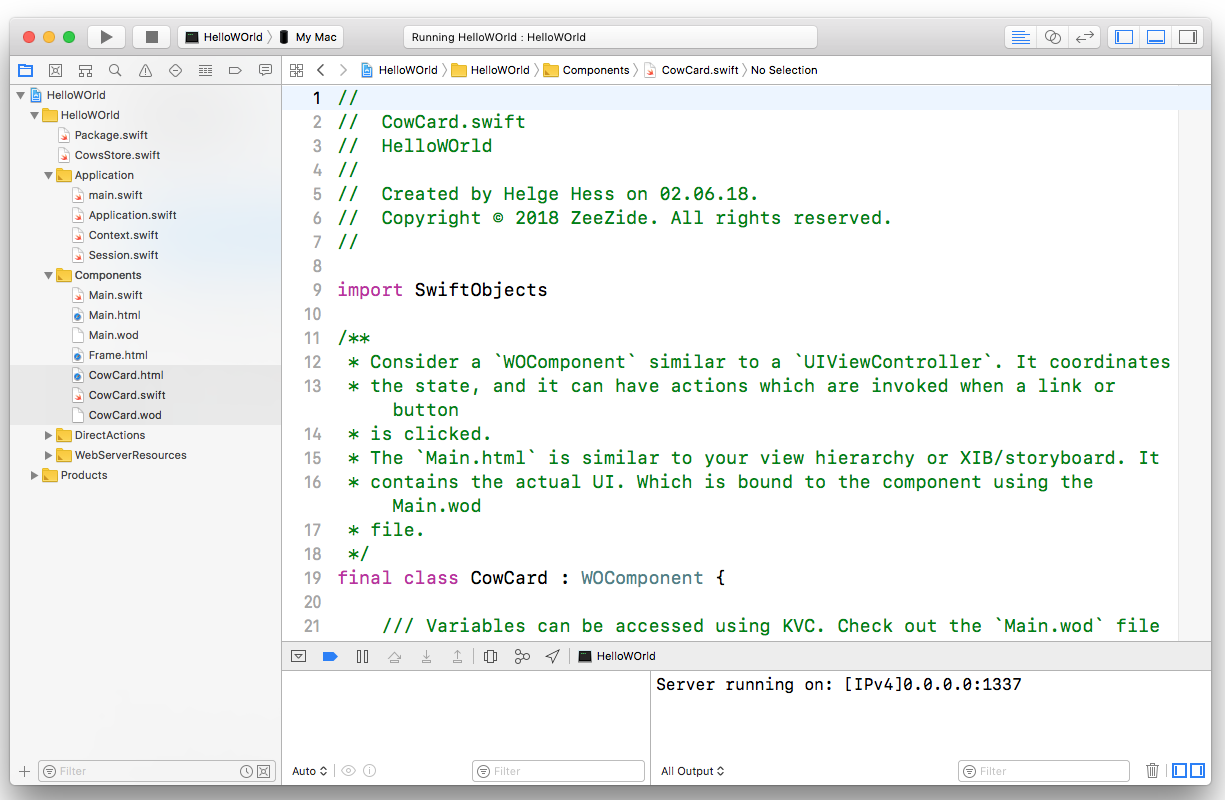 HelloWOrld My Mac Running HelloWOrld : HelloWOrld
HelloWOrld HelloWOrld Components CowCard.swift No Selection
HelloWOrld
HelloWOrld
Package.swift
CowsStore.swift
Application
main.swift
Application.swift
Context.swift
Session.swift
Components
Main.swift
Main.html
Main.wod
Frame.html
CowCard.html
CowCard.swift
CowCard.wod
DirectActions
WebServerResources
Products
Filter
1 //
2 //  CowCard.swift
3 //  HelloWOrld
4 //
5 //  Created by Helge Hess on 02.06.18.
6 //  Copyright © 2018 ZeeZide. All rights reserved.
7 //
8
9 import SwiftObjects
10
11 /**
12  * Consider a `WOComponent` similar to a `UIViewController`. It coordinates
13  * the state, and it can have actions which are invoked when a link or
button
14  * is clicked.
15  * The `Main.html` is similar to your view hierarchy or XIB/storyboard. It
16  * contains the actual UI. Which is bound to the component using the
Main.wod
17  * file.
18  */
19 final class CowCard : WOComponent {
20
21     /// Variables can be accessed using KVC. Check out the `Main.wod` file
HelloWOrld
Server running on: [IPv4]0.0.0.0:1337
Auto Filter All Output Filter